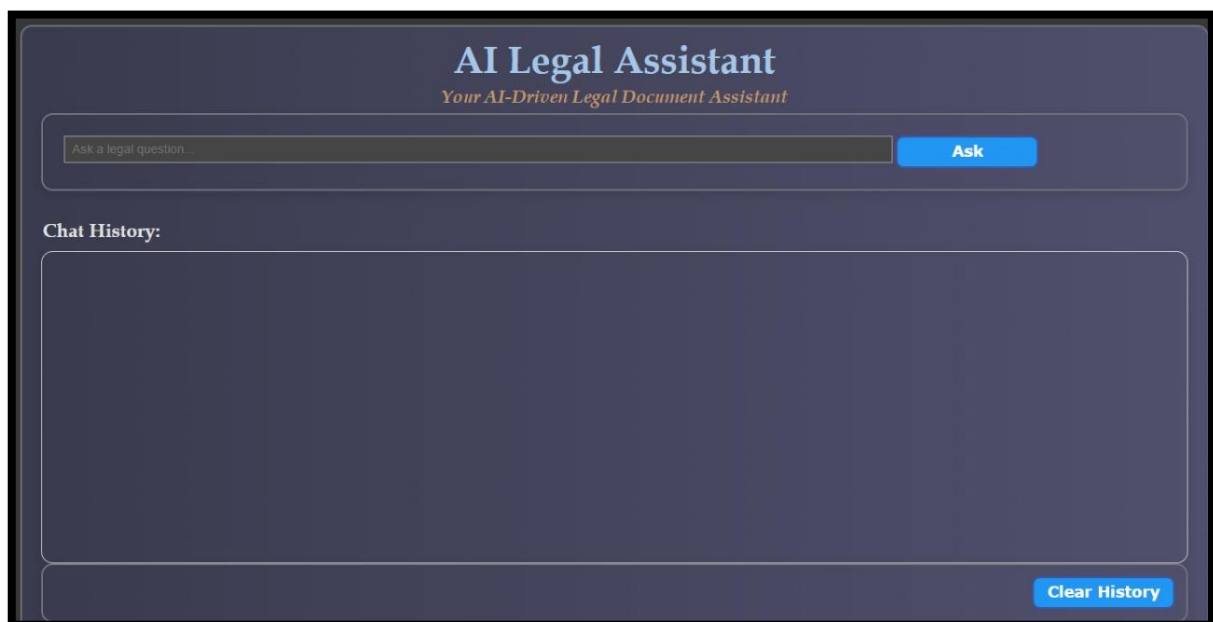 AI Legal Assistant
Your AI-Driven Legal Document Assistant
Ask a legal question...
Ask
Chat History:
Clear History